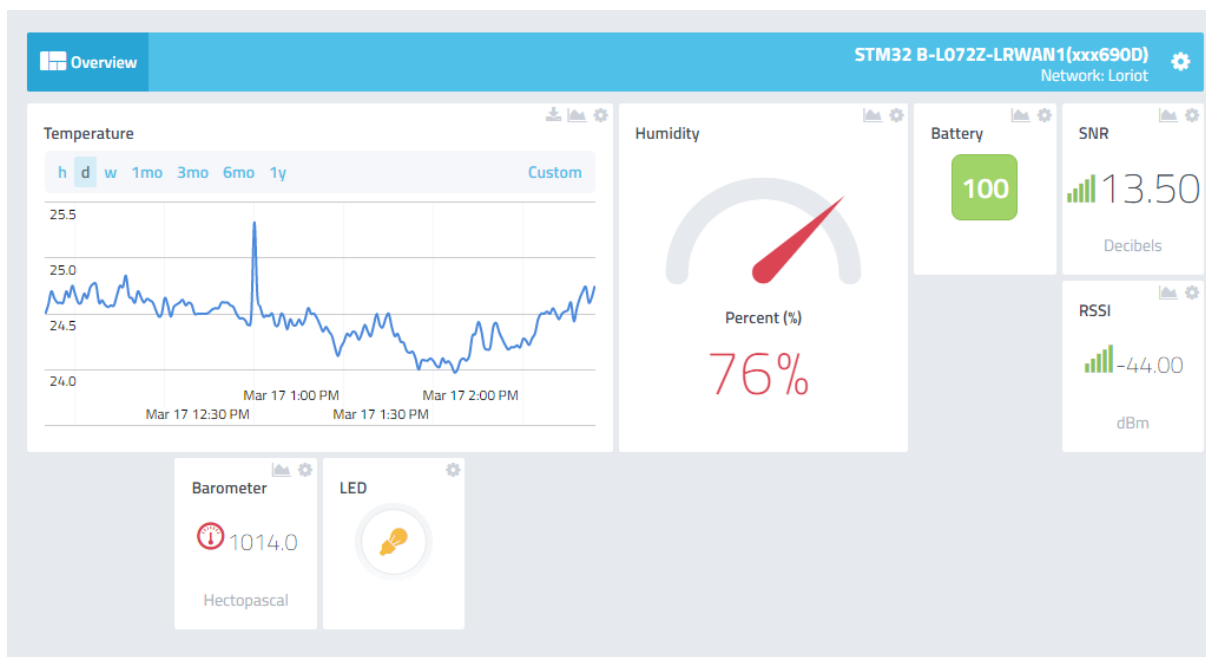 Overview
STM32 B-L072Z-LRWAN1(xxx690D)
Network: Loriot
Temperature
h d w 1mo 3mo 6mo 1y Custom
25.5
25.0
24.5
24.0
Mar 17 12:30 PM
Mar 17 1:00 PM
Mar 17 1:30 PM
Mar 17 2:00 PM
Humidity
Percent (%)
76%
Battery
100
SNR
13.50
Decibels
RSSI
-44.00
dBm
Barometer
1014.0
Hectopascal
LED